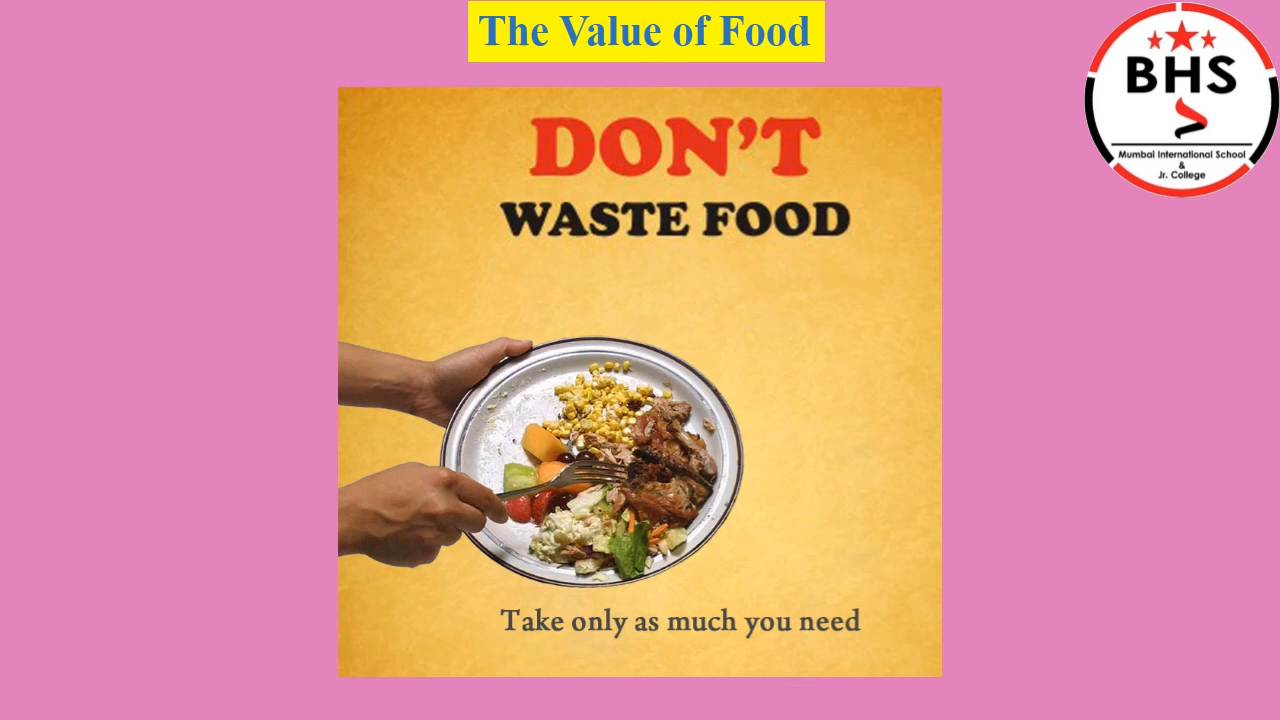 The Value of Food
BHS
Mumbai International School
&
Jr. College
DON'T
WASTE FOOD
Take only as much you need